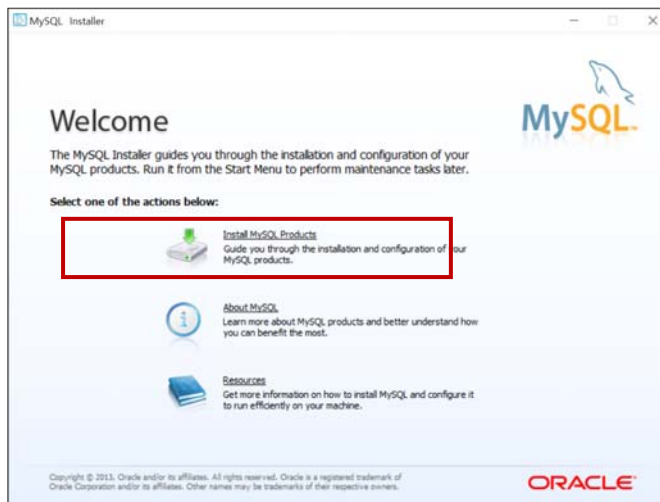 MySQL Installer
MySQL™
Welcome
The MySQL Installer guides you through the installation and configuration of your
MySQL products. Run it from the Start Menu to perform maintenance tasks later.
Select one of the actions below:
Install MySQL Products
Guide you through the installation and configuration of your
MySQL products.
About MySQL
Learn more about MySQL products and better understand how
you can benefit the most.
Resources
Get more information on how to install MySQL and configure it
to run efficiently on your machine.
Copyright © 2013, Oracle and/or its affiliates. All rights reserved. Oracle is a registered trademark of
Oracle Corporation and/or its affiliates. Other names may be trademarks of their respective owners.
ORACLE